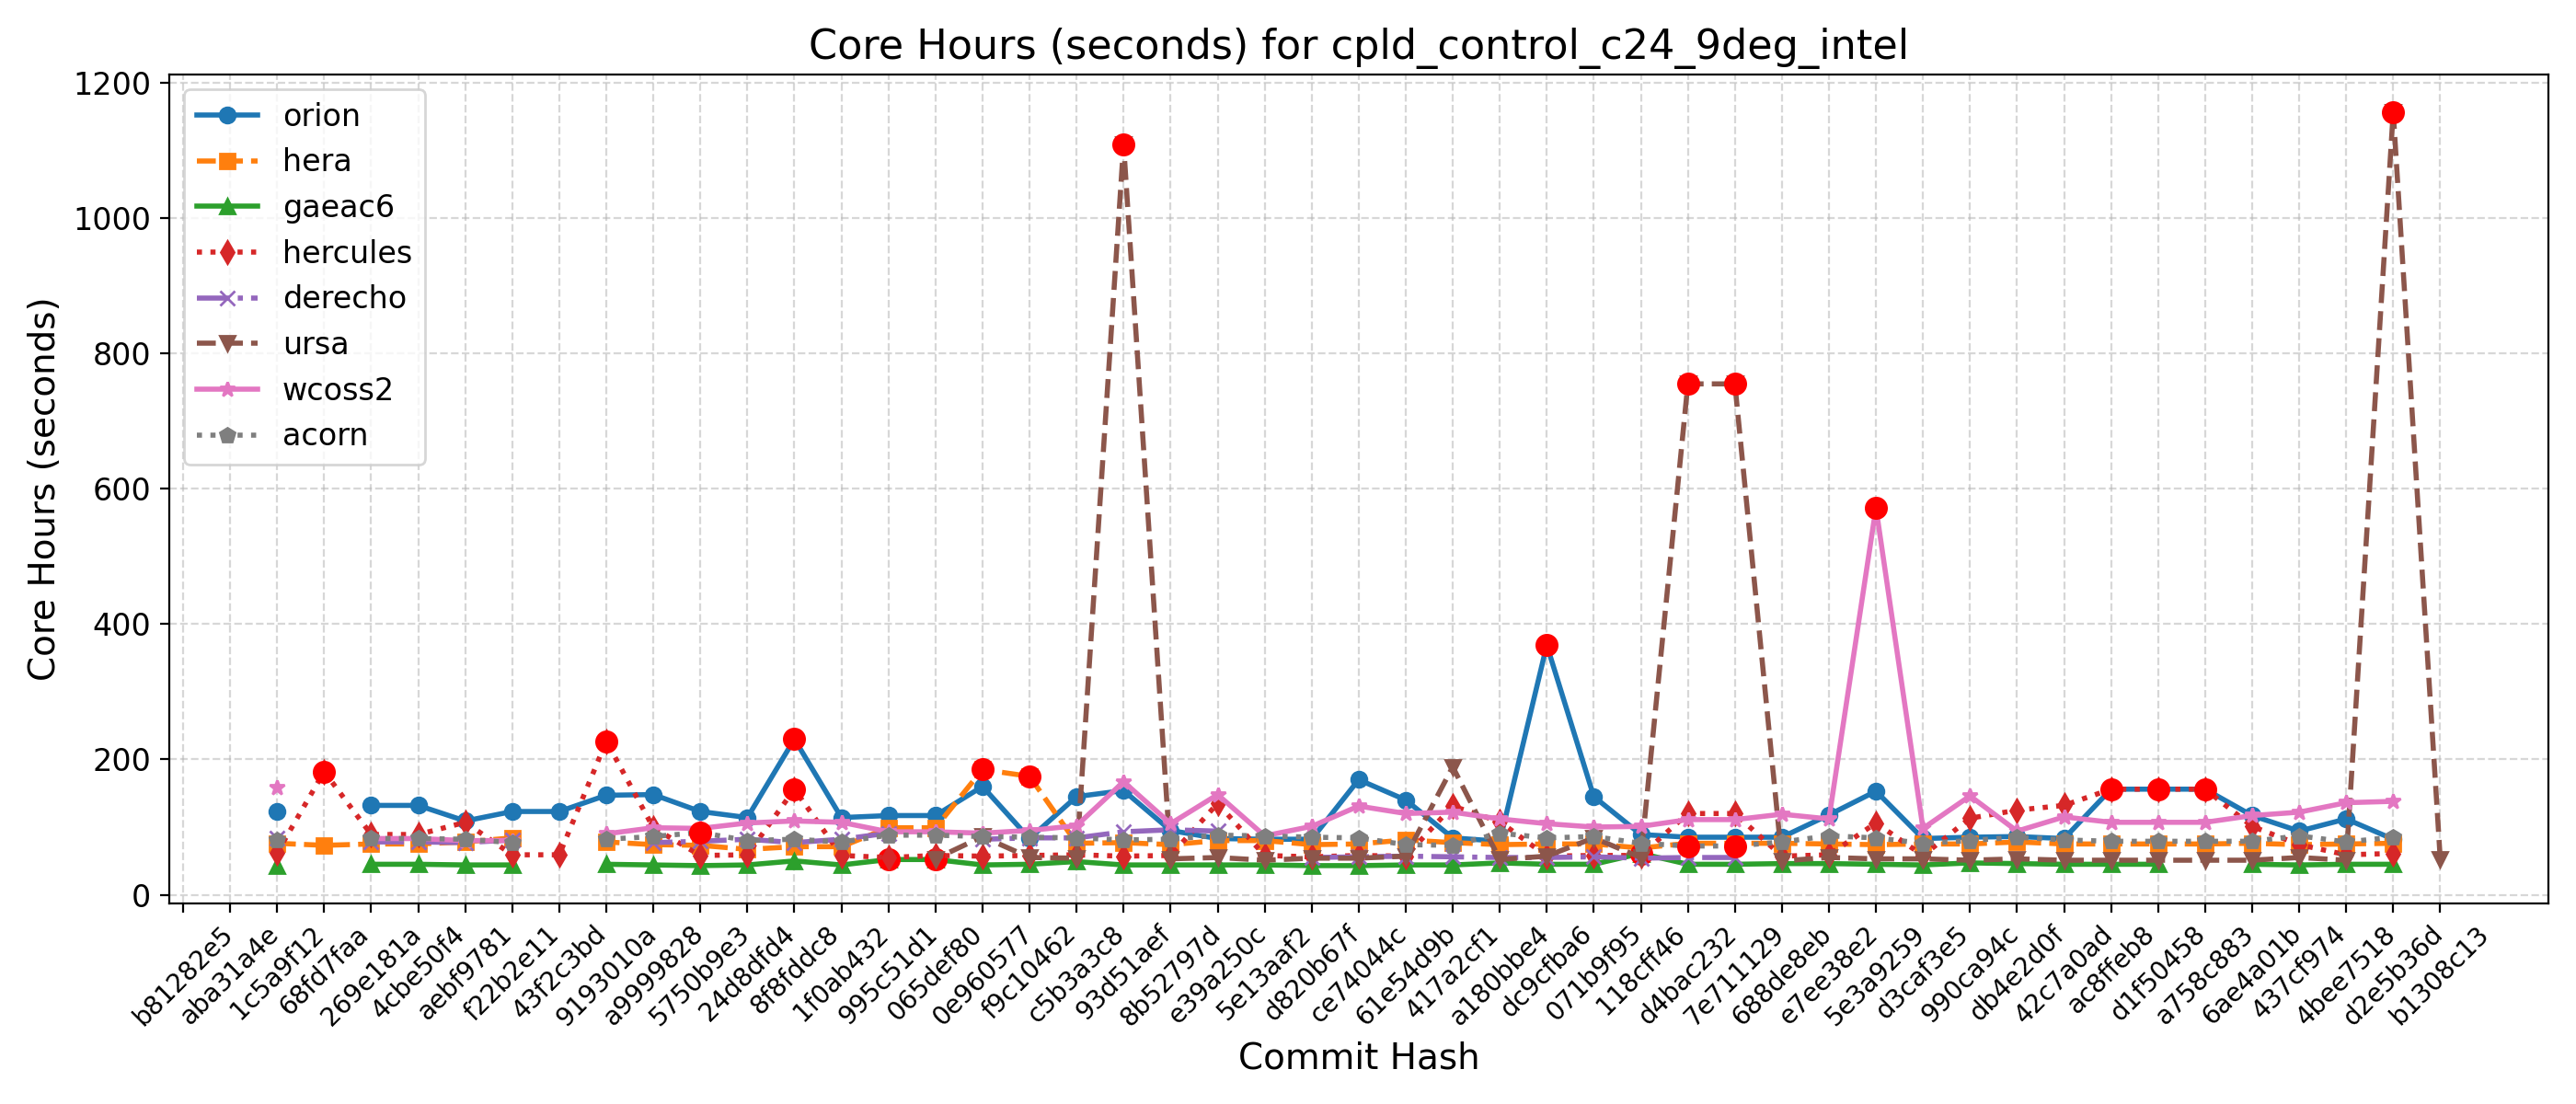 Core Hours (seconds) for cpld_control_c24_9deg_intel
Core Hours (seconds)
1200
1000
800
600
400
200
0
orion
hera
gaeac6
hercules
derecho
ursa
wcoss2
acorn
b81282e5
aba31a4e
1c5a9f12
68fd7faa
269e181a
4cbe50f4
aebf9781
f22b2e11
43f2c3bd
9193010a
a9999828
5750b9e3
24d8dfd4
8f8fddc8
1f0ab432
995c51d1
065def80
0e960577
f9c10462
c5b3a3c8
93d51aef
8b52797d
e39a250c
5e13aaf2
d820b67f
ce74044c
61e54d9b
417a2cf1
a180bbe4
dc9cfba6
071b9f95
118cff46
d4bac232
7e711129
688de8eb
e7ee38e2
5e3a9259
d3caf3e5
990ca94c
db4e2d0f
42c7a0ad
ac8ffeb8
d1f50458
a758c883
6ae4a01b
437cf974
4bee7518
d2e5b36d
b1308c13
Commit Hash